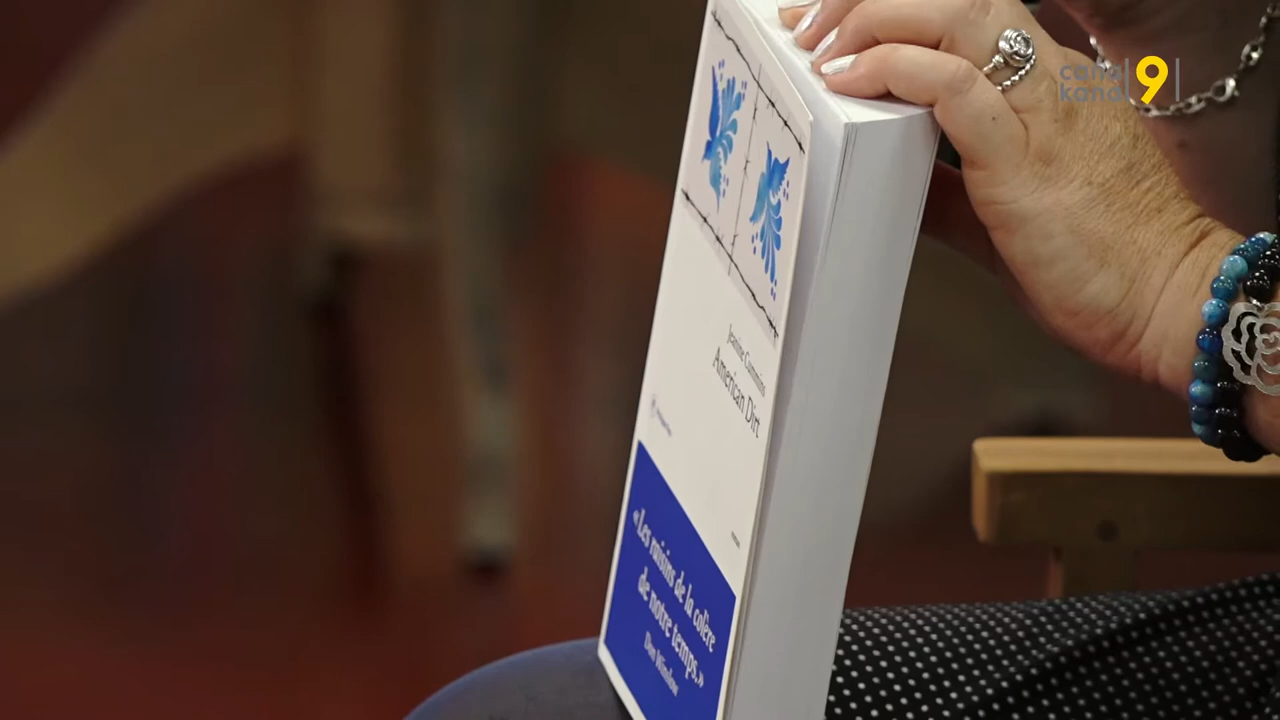 canal
kanal
9
Jeanine Cummins
American Dirt
«Les raisins de la colère
de notre temps.»
Don Winslow